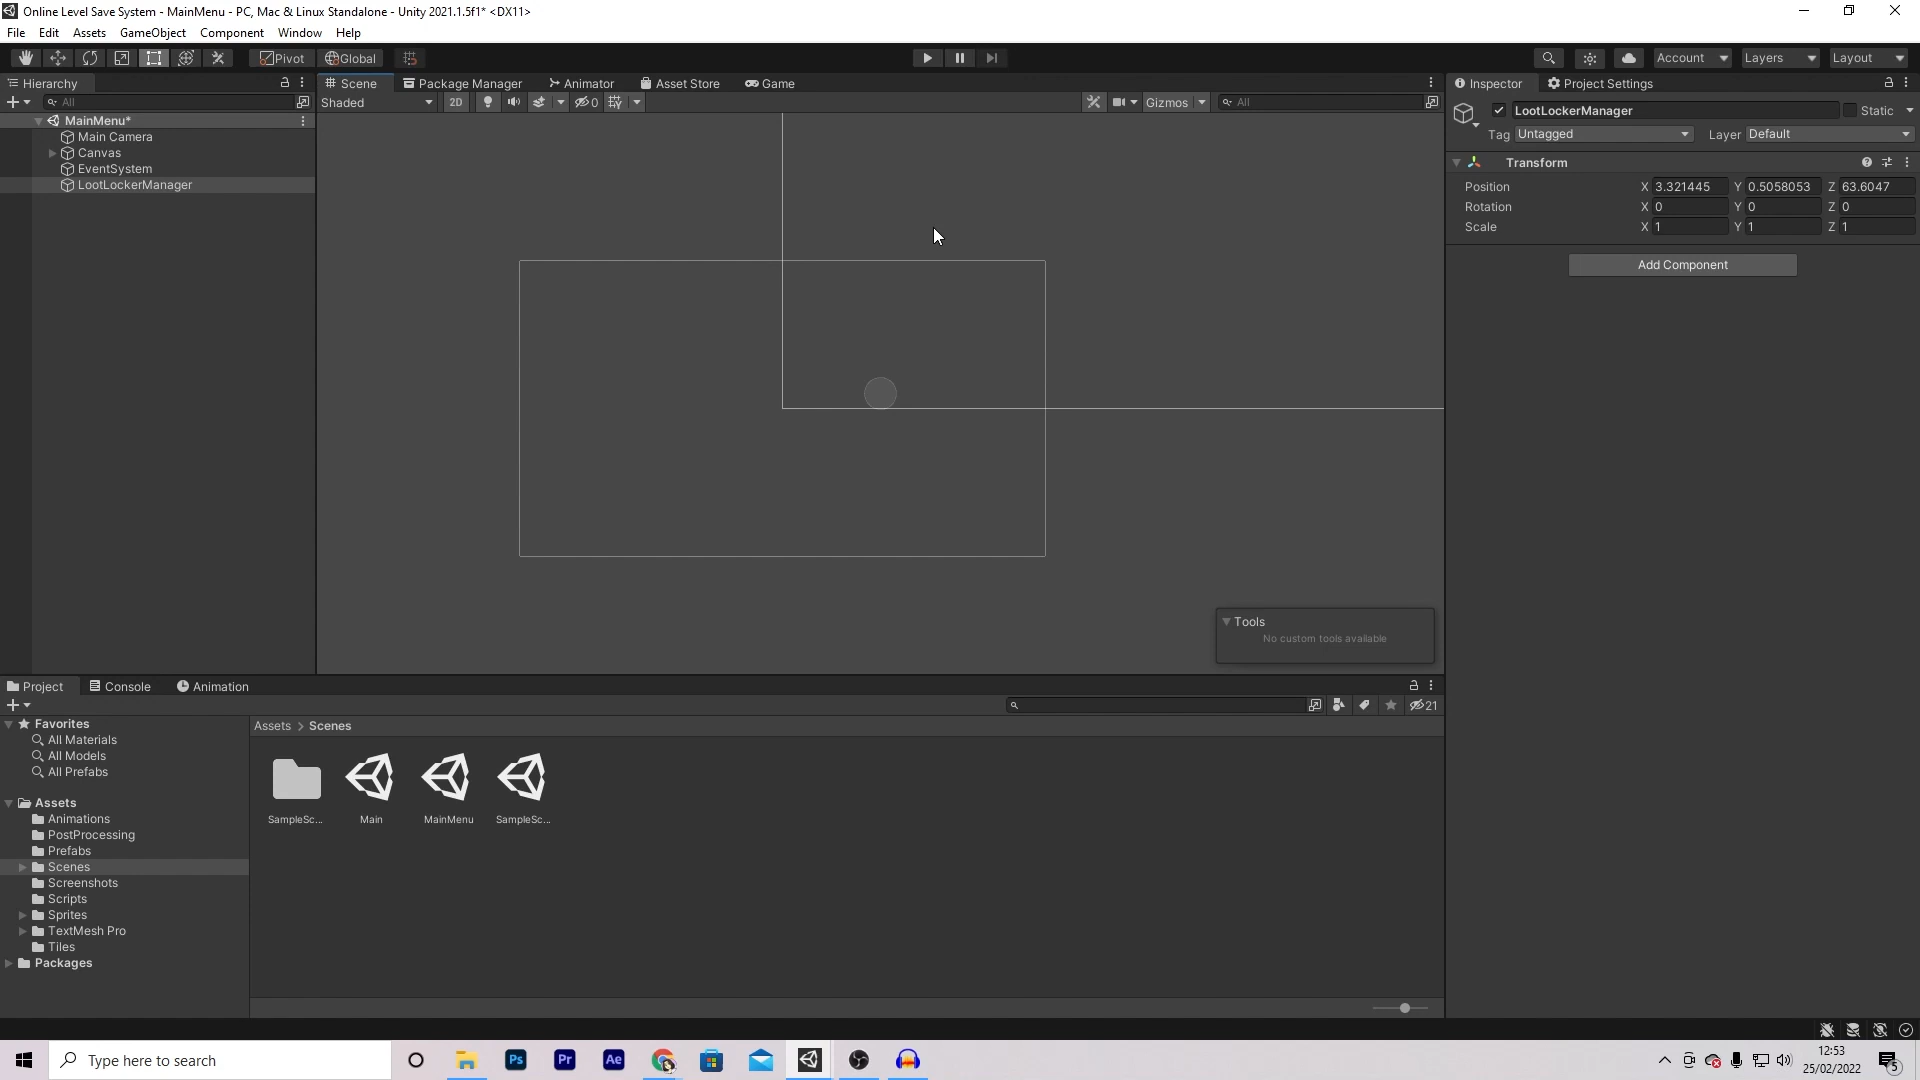 Online Level Save System - MainMenu - PC, Mac & Linux Standalone - Unity 2021.1.5f1* <DX11>
File Edit Assets GameObject Component Window Help
Pivot Global Account Layers Layout
Hierarchy Scene Package Manager Animator Asset Store Game Inspector Project Settings
All Shaded 2D 0 Gizmos All
LootLockerManager Static
Tag Untagged Layer Default
MainMenu*
Main Camera
Canvas
EventSystem
LootLockerManager
Transform
Position X 3.321445 Y 0.5058053 Z 63.6047
Rotation X 0 Y 0 Z 0
Scale X 1 Y 1 Z 1
Add Component
Tools
No custom tools available
Project Console Animation
21
Favorites
All Materials
All Models
All Prefabs
Assets
Animations
PostProcessing
Prefabs
Scenes
Screenshots
Scripts
Sprites
TextMesh Pro
Tiles
Packages
Assets > Scenes
SampleSc... Main MainMenu SampleSc...
Type here to search
Ps Pr Ae
12:53
25/02/2022
5